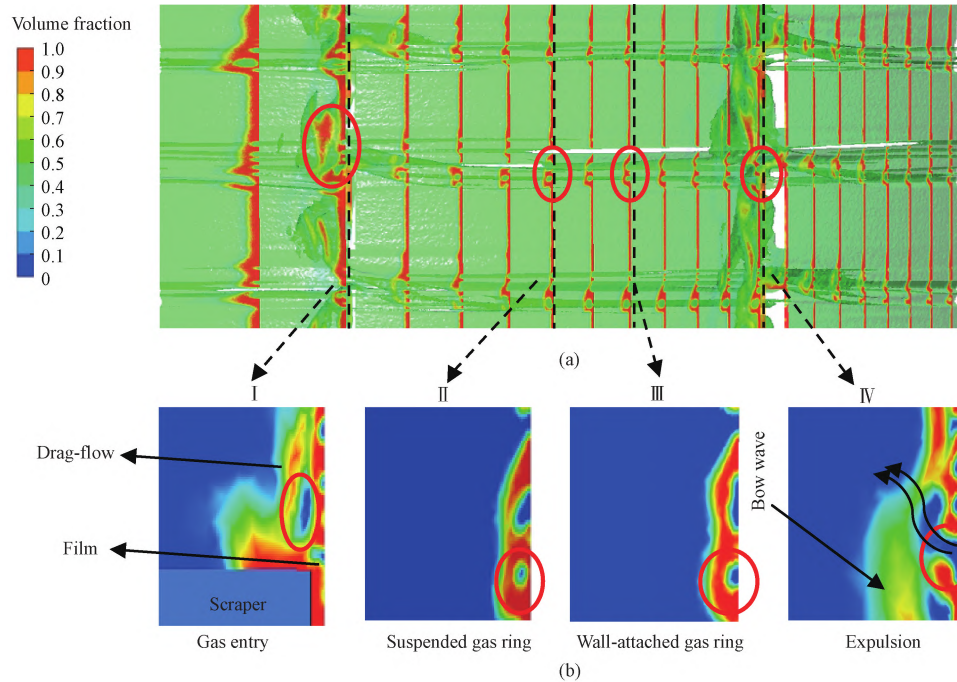 Volume fraction
1.0
0.9
0.8
0.7
0.6
0.5
0.4
0.3
0.2
0.1
0
(a)
Ⅰ
Ⅱ
Ⅲ
Ⅳ
Drag-flow
Film
Scraper
Bow wave
Gas entry
Suspended gas ring
Wall-attached gas ring
Expulsion
(b)